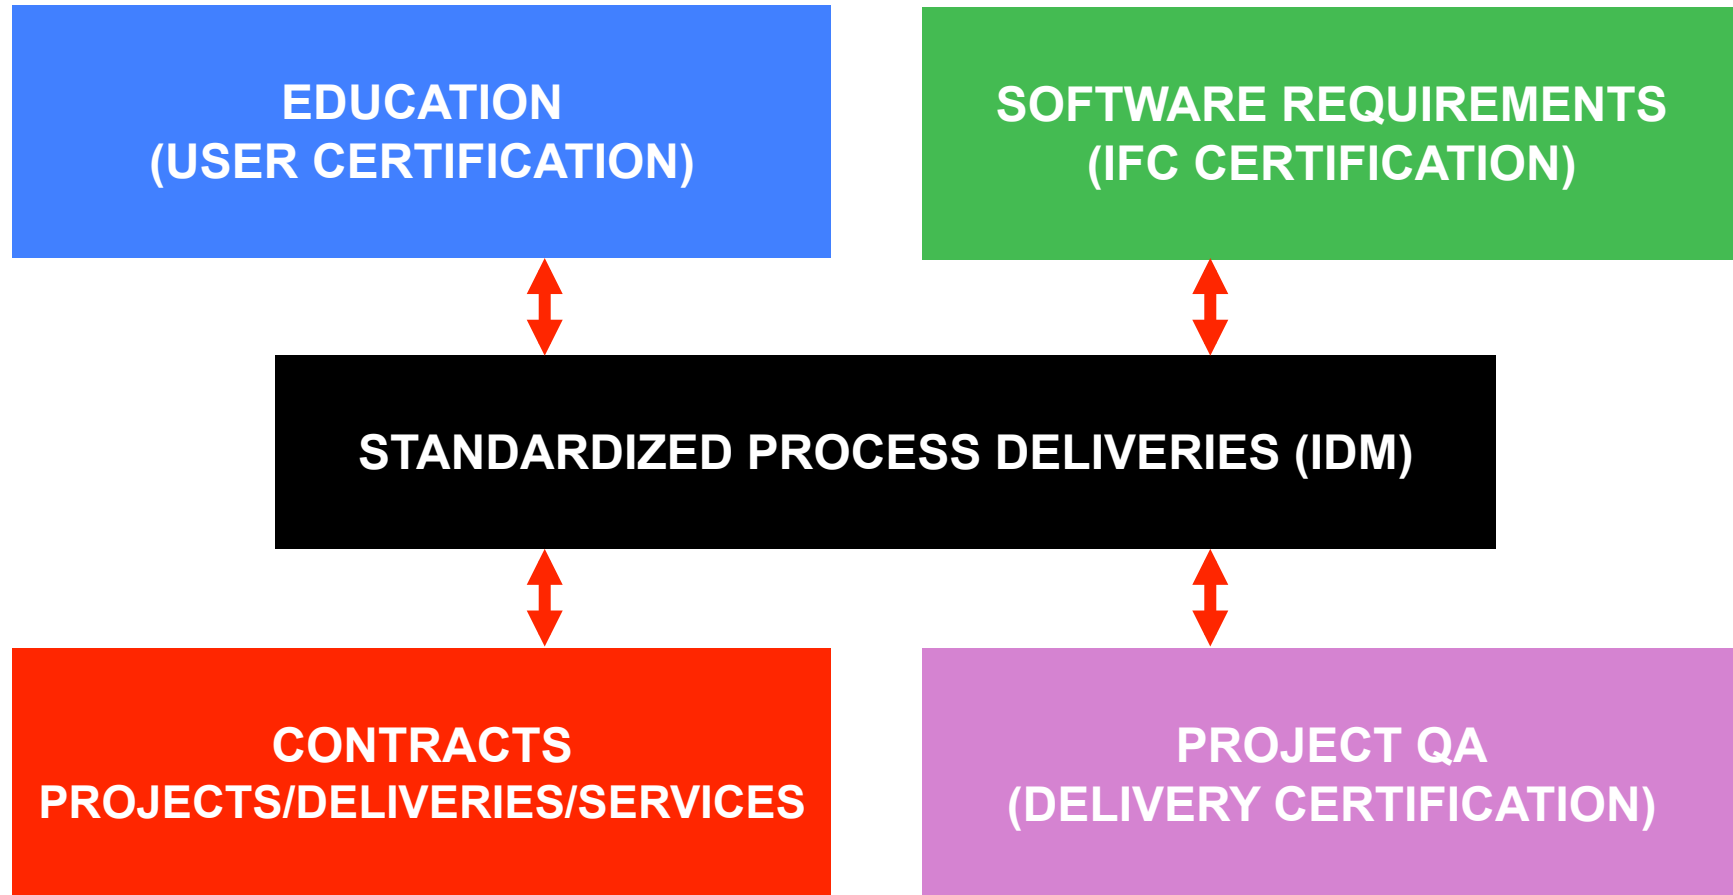 EDUCATION
(USER CERTIFICATION)
SOFTWARE REQUIREMENTS
(IFC CERTIFICATION)
STANDARDIZED PROCESS DELIVERIES (IDM)
CONTRACTS
PROJECTS/DELIVERIES/SERVICES
PROJECT QA
(DELIVERY CERTIFICATION)